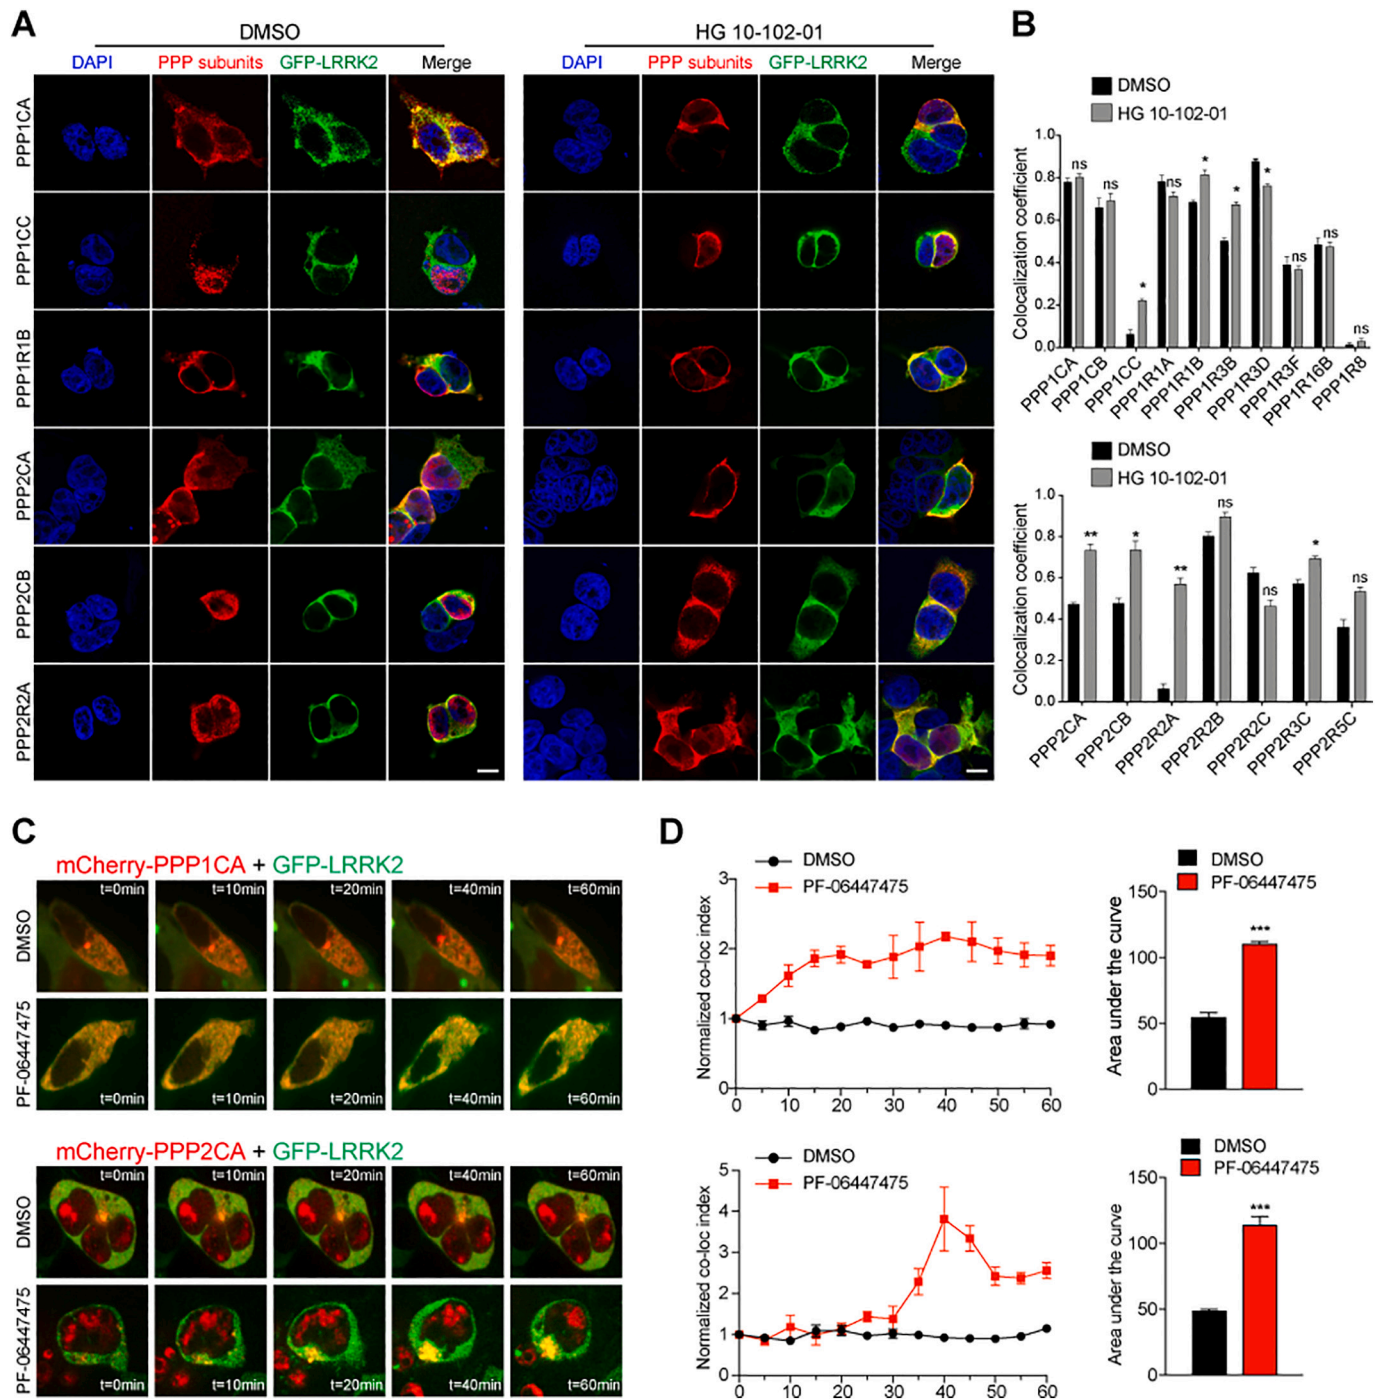 A
DMSO
HG 10-102-01
DAPI PPP subunits GFP-LRRK2 Merge
DAPI PPP subunits GFP-LRRK2 Merge
PPP1CA
PPP1CC
PPP1R1B
PPP2CA
PPP2CB
PPP2R2A
B
DMSO
HG 10-102-01
Colocalization coefficient
1.0
0.8
0.6
0.4
0.2
0.0
ns ns * ns * * * ns ns ns
PPP1CA PPP1CB PPP1CC PPP1R1A PPP1R1B PPP1R3B PPP1R3D PPP1R3F PPP1R16B PPP1R8
DMSO
HG 10-102-01
Colocalization coefficient
1.0
0.8
0.6
0.4
0.2
0.0
** * ** ns ns * ns
PPP2CA PPP2CB PPP2R2A PPP2R2B PPP2R2C PPP2R3C PPP2R5C
C
mCherry-PPP1CA + GFP-LRRK2
DMSO
t=0min t=10min t=20min t=40min t=60min
PF-06447475
t=0min t=10min t=20min t=40min t=60min
mCherry-PPP2CA + GFP-LRRK2
DMSO
t=0min t=10min t=20min t=40min t=60min
PF-06447475
t=0min t=10min t=20min t=40min t=60min
D
DMSO
PF-06447475
Normalized co-loc index
3
2
1
0
0 10 20 30 40 50 60
DMSO
PF-06447475
Area under the curve
150
100
50
0
***
DMSO
PF-06447475
Normalized co-loc index
5
4
3
2
1
0
0 10 20 30 40 50 60
DMSO
PF-06447475
Area under the curve
150
100
50
0
***